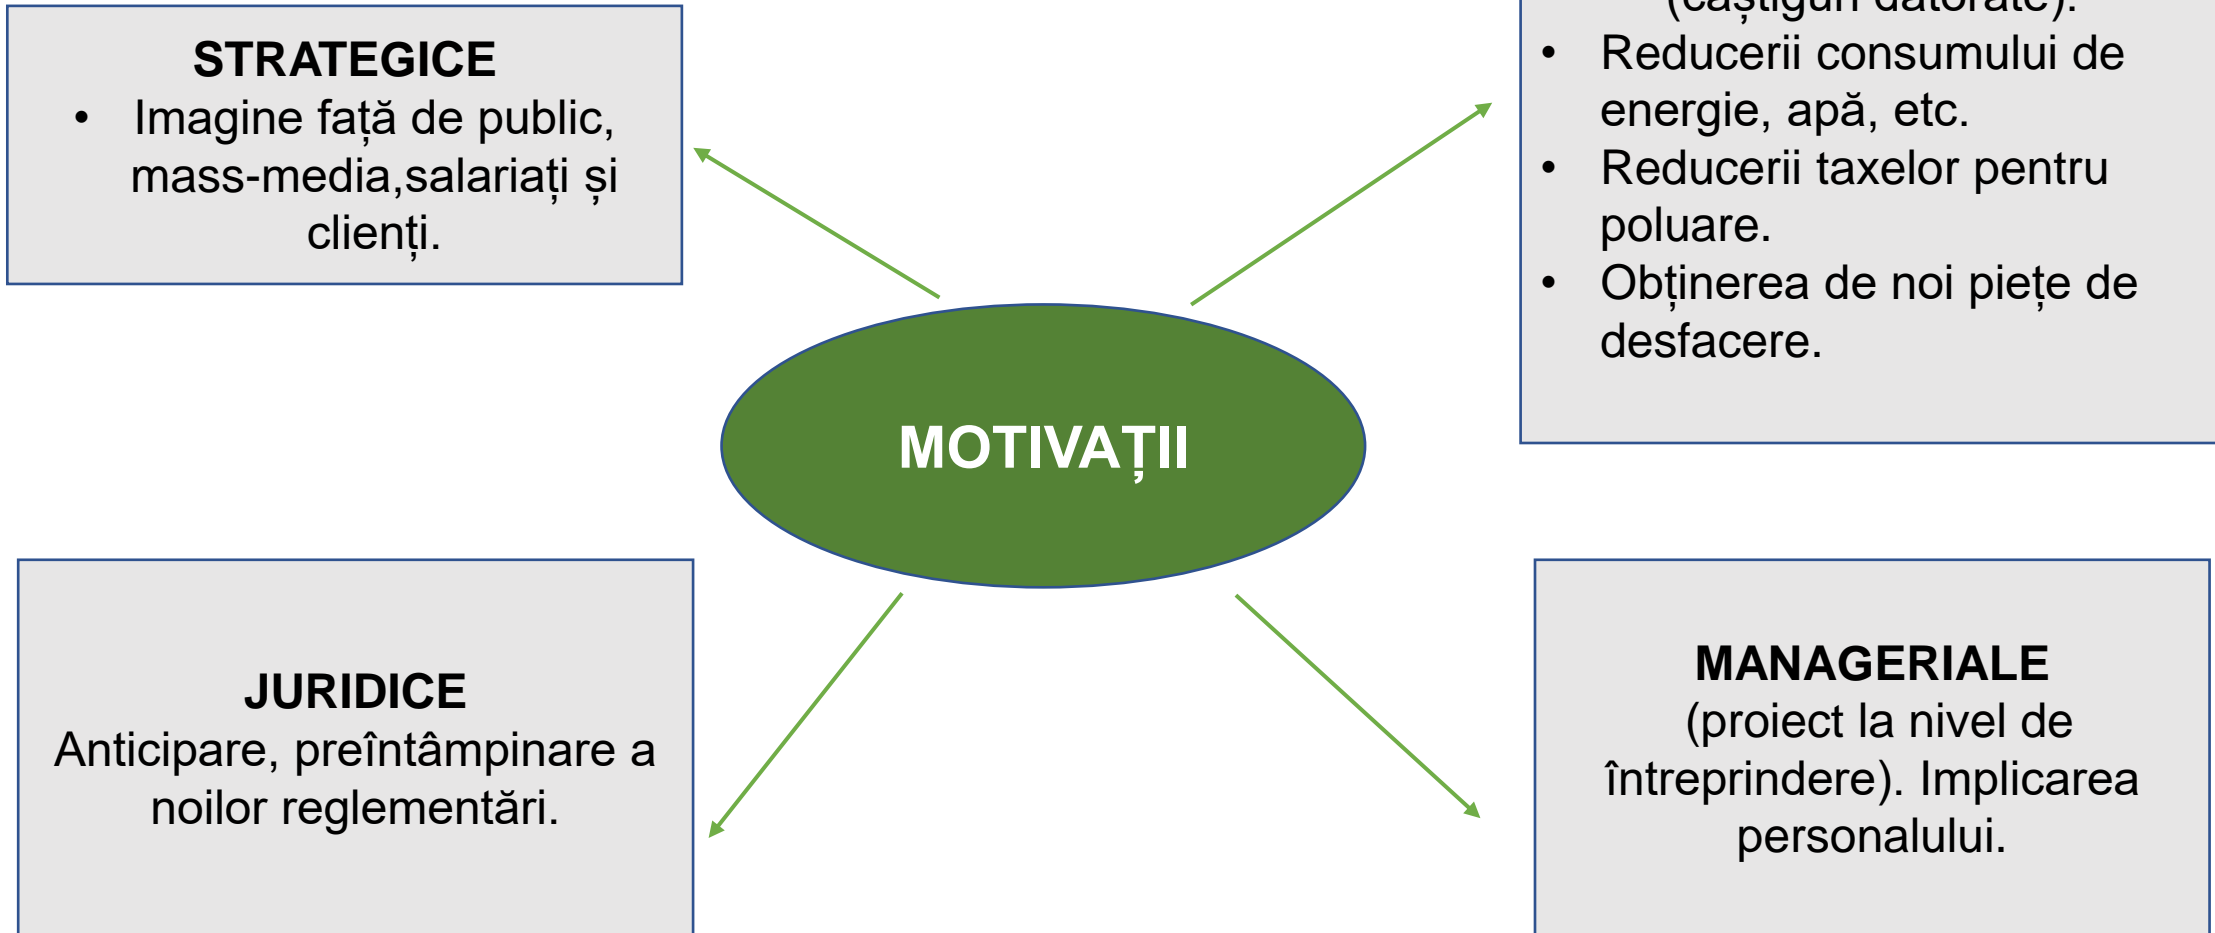 STRATEGICE
• Imagine față de public,
mass-media,salariați și
clienți.
(câștiguri datorate):
• Reducerii consumului de
energie, apă, etc.
• Reducerii taxelor pentru
poluare.
• Obținerea de noi piețe de
desfacere.
MOTIVAȚII
JURIDICE
Anticipare, preîntâmpinare a
noilor reglementări.
MANAGERIALE
(proiect la nivel de
întreprindere). Implicarea
personalului.